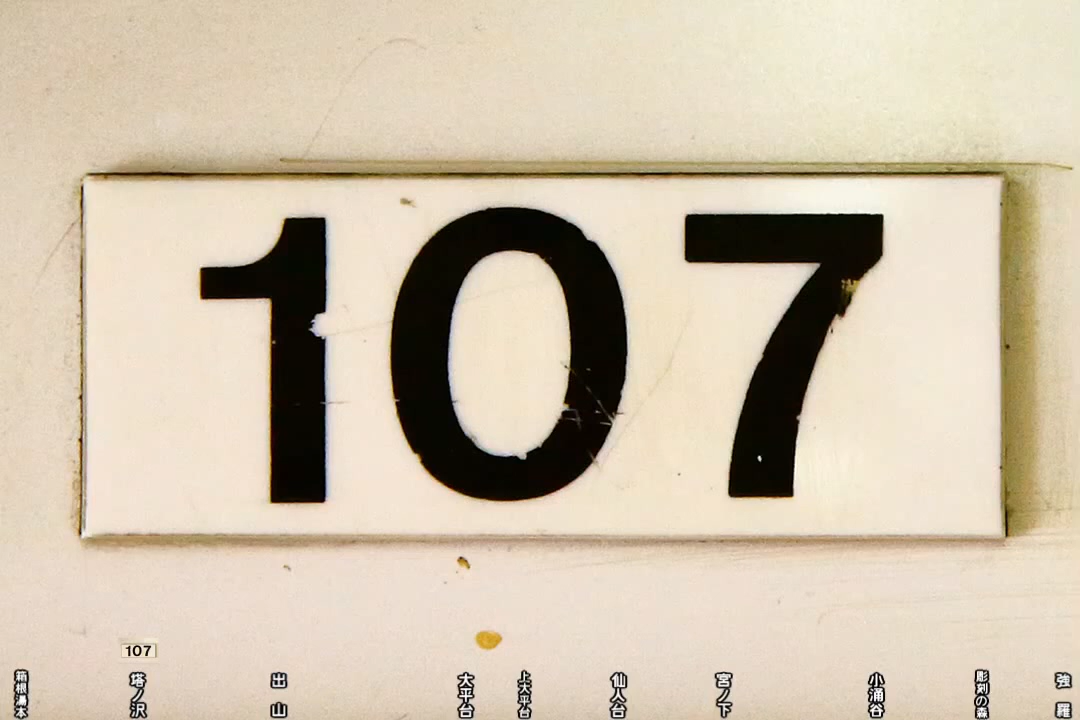 107
107
箱根湯本
塔ノ沢
出山
大平台
上大平台
仙人台
宮ノ下
小涌谷
彫刻の森
強羅